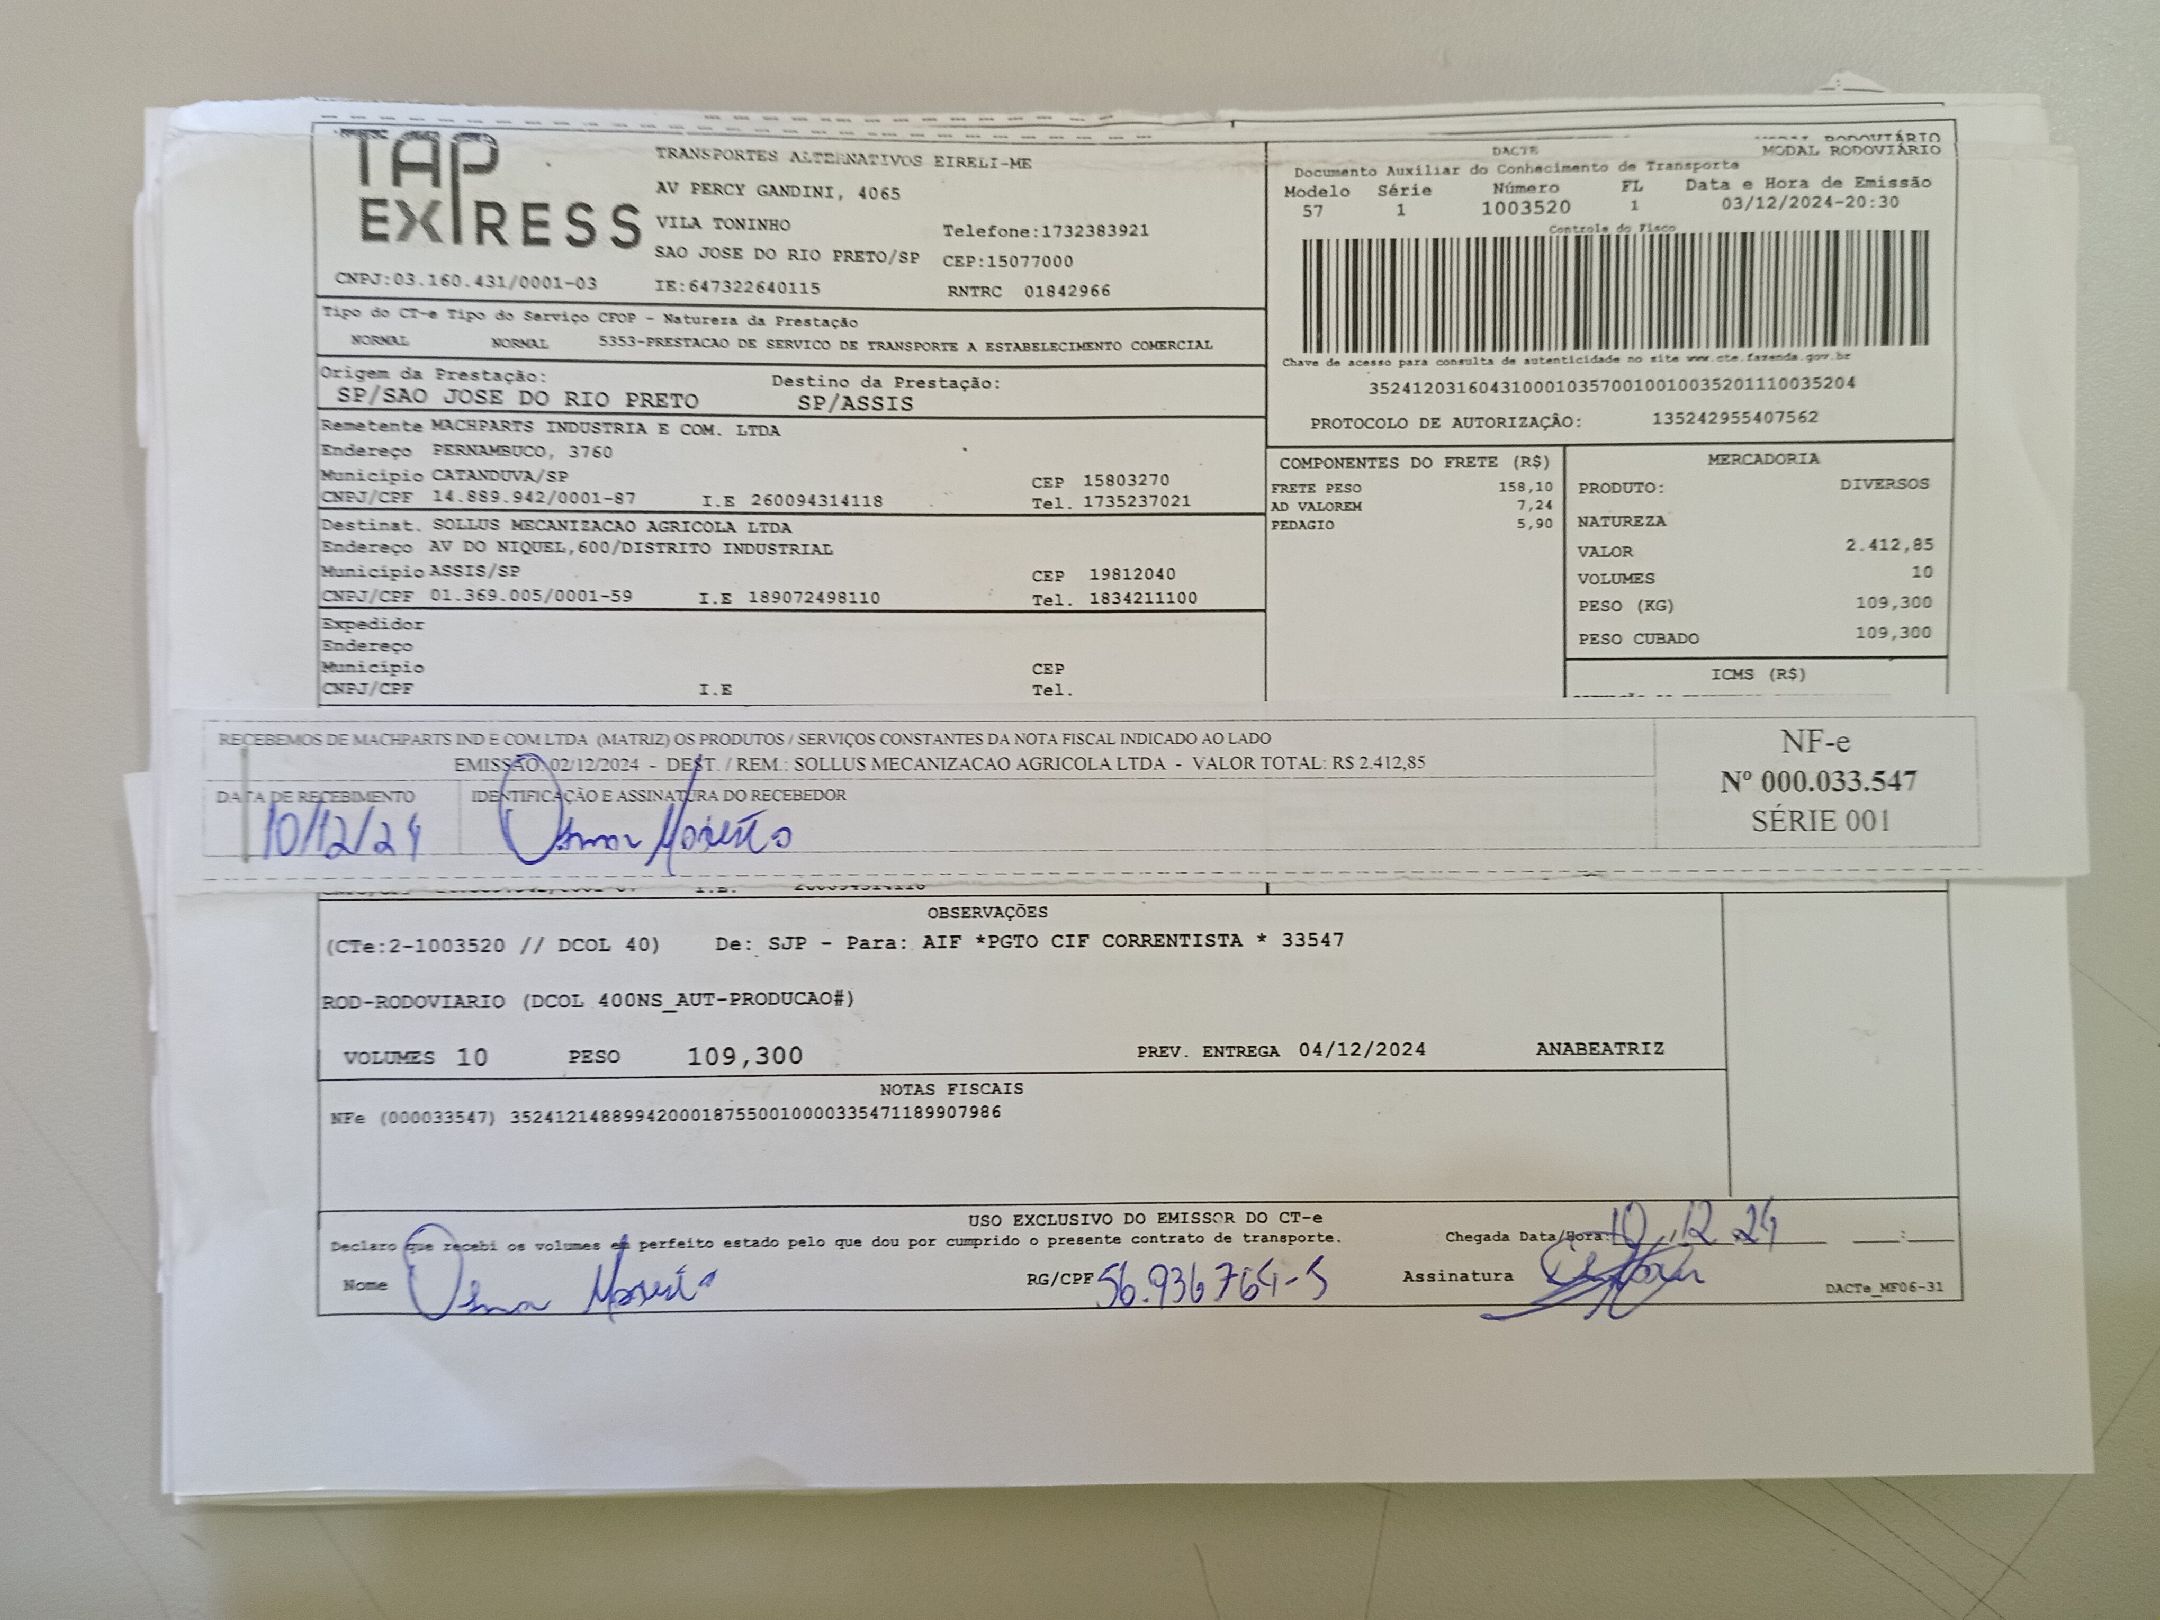 TAP EXPRESS
TRANSPORTES ALTERNATIVOS EIRELI-ME
AV PERCY GANDINI, 4065
VILA TONINHO
Telefone:1732383921
SAO JOSE DO RIO PRETO/SP CEP:15077000
CNPJ:03.160.431/0001-03 IE:647322640115 RNTRC 01842966
MODAL RODOVIÁRIO
DACTE MODAL RODOVIÁRIO
Documento Auxiliar do Conhecimento de Transporte
Modelo Série Número FL Data e Hora de Emissão
57 1 1003520 1 03/12/2024-20:30
Controle do Fisco
Chave de acesso para consulta de autenticidade no site www.cte.fazenda.gov.br
35241203160431000103570010010035201110035204
PROTOCOLO DE AUTORIZAÇÃO: 135242955407562
Tipo do CT-e Tipo do Serviço CFOP - Natureza da Prestação
NORMAL NORMAL 5353-PRESTACAO DE SERVICO DE TRANSPORTE A ESTABELECIMENTO COMERCIAL
Origem da Prestação: Destino da Prestação:
SP/SAO JOSE DO RIO PRETO SP/ASSIS
Remetente MACHPARTS INDUSTRIA E COM. LTDA
Endereço PERNAMBUCO, 3760
Município CATANDUVA/SP CEP 15803270
CNPJ/CPF 14.889.942/0001-87 I.E 260094314118 Tel. 1735237021
Destinat. SOLLUS MECANIZACAO AGRICOLA LTDA
Endereço AV DO NIQUEL,600/DISTRITO INDUSTRIAL
Município ASSIS/SP CEP 19812040
CNPJ/CPF 01.369.005/0001-59 I.E 189072498110 Tel. 1834211100
Expedidor
Endereço
Município CEP
CNPJ/CPF I.E Tel.
COMPONENTES DO FRETE (R$)
FRETE PESO 158,10
AD VALOREM 7,24
PEDAGIO 5,90
MERCADORIA
PRODUTO: DIVERSOS
NATUREZA
VALOR 2.412,85
VOLUMES 10
PESO (KG) 109,300
PESO CUBADO 109,300
ICMS (R$)
RECEBEMOS DE MACHPARTS IND E COM LTDA (MATRIZ) OS PRODUTOS / SERVIÇOS CONSTANTES DA NOTA FISCAL INDICADO AO LADO
EMISSÃO: 02/12/2024 - DEST. / REM.: SOLLUS MECANIZACAO AGRICOLA LTDA - VALOR TOTAL: R$ 2.412,85
DATA DE RECEBIMENTO IDENTIFICAÇÃO E ASSINATURA DO RECEBEDOR
10/12/24 Osmar
NF-e
Nº 000.033.547
SÉRIE 001
OBSERVAÇÕES
(CTe:2-1003520 // DCOL 40) De: SJP - Para: AIF *PGTO CIF CORRENTISTA * 33547
ROD-RODOVIARIO (DCOL 400NS_AUT-PRODUCAO#)
VOLUMES 10 PESO 109,300 PREV. ENTREGA 04/12/2024 ANABEATRIZ
NOTAS FISCAIS
NFe (000033547) 35241214889942000187550010000335471189907986
USO EXCLUSIVO DO EMISSOR DO CT-e
Declaro que recebi os volumes em perfeito estado pelo que dou por cumprido o presente contrato de transporte. Chegada Data/Hora: 10 12 24 :
Nome Osmar RG/CPF 56.936764-5 Assinatura
DACTe_MF06-31